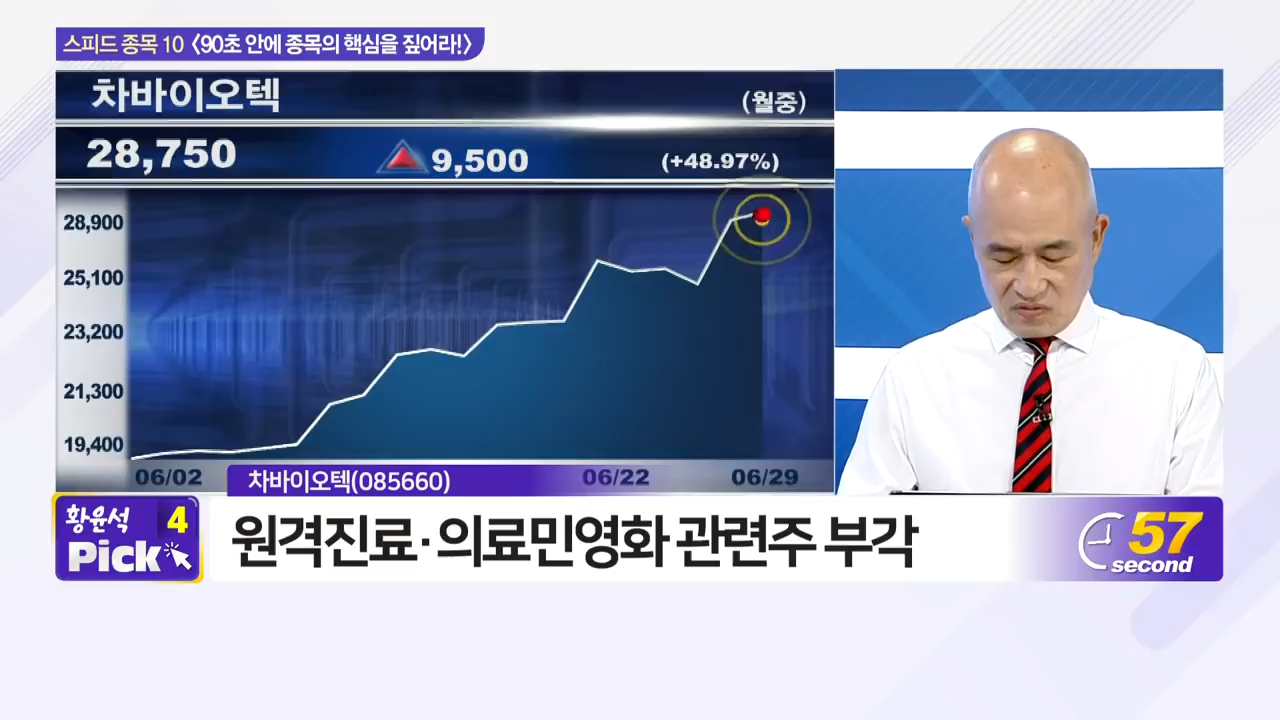 스피드 종목 10 <90초 안에 종목의 핵심을 짚어라!>
차바이오텍
(월중)
28,750 ▲ 9,500 (+48.97%)
28,900
25,100
23,200
21,300
19,400
06/02 06/22 06/29
차바이오텍(085660)
황윤석 4
Pick
원격진료·의료민영화 관련주 부각
57
second